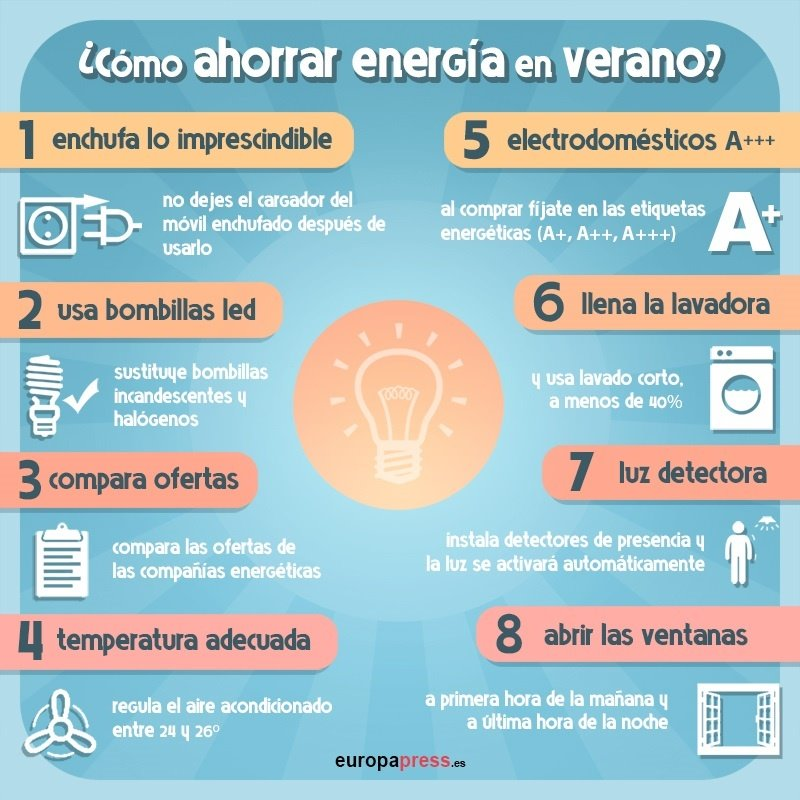 ¿Cómo ahorrar energía en verano?
1 enchufa lo imprescindible
no dejes el cargador del
móvil enchufado después de
usarlo
2 usa bombillas led
sustituye bombillas
incandescentes y
halógenos
3 compara ofertas
compara las ofertas de
las compañías energéticas
4 temperatura adecuada
regula el aire acondicionado
entre 24 y 26º
5 electrodomésticos A+++
al comprar fíjate en las etiquetas
energéticas (A+, A++, A+++)
A+
6 llena la lavadora
y usa lavado corto,
a menos de 40%
7 luz detectora
instala detectores de presencia y
la luz se activará automáticamente
8 abrir las ventanas
a primera hora de la mañana y
a última hora de la noche
europapress.es